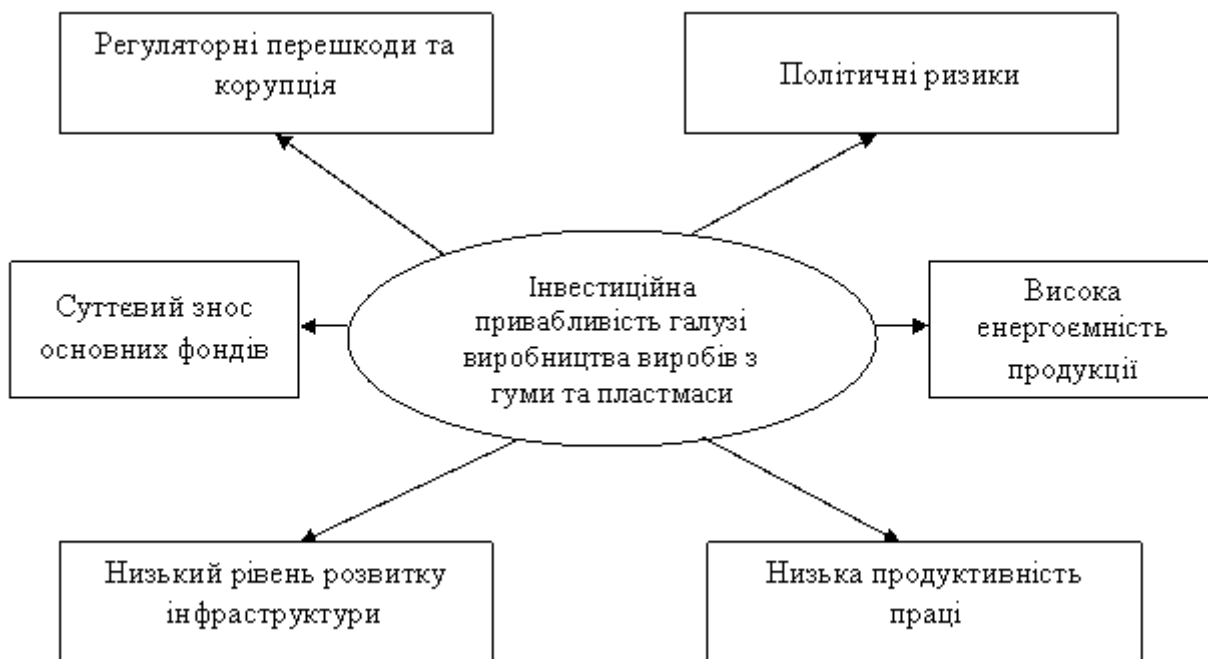 Регуляторні перешкоди та
корупція
Політичні ризики
Суттєвий знос
основних фондів
Інвестиційна
привабливість галузі
виробництва виробів з
гуми та пластмаси
Висока
енергоємність
продукції
Низький рівень розвитку
інфраструктури
Низька продуктивність
праці